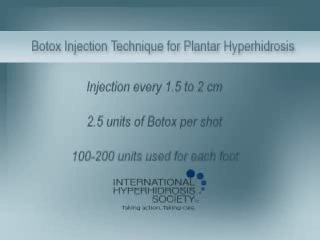 Botox Injection Technique for Plantar Hyperhidrosis
Injection every 1.5 to 2 cm
2.5 units of Botox per shot
100-200 units used for each foot
INTERNATIONAL
HYPERHIDROSIS
SOCIETY
Taking action. Taking care.